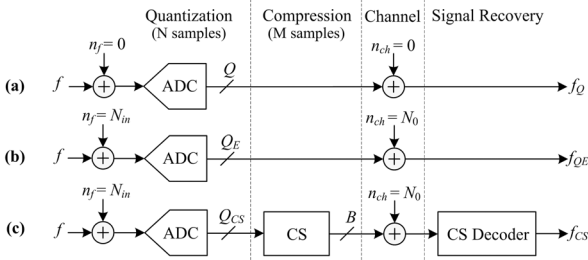 Quantization Compression Channel Signal Recovery
(N samples) (M samples)
n_f = 0 n_ch = 0
(a) f + ADC Q + f_Q
n_f = N_in n_ch = N_0
(b) f + ADC Q_E + f_QE
n_f = N_in n_ch = N_0
(c) f + ADC Q_CS CS B + CS Decoder f_CS